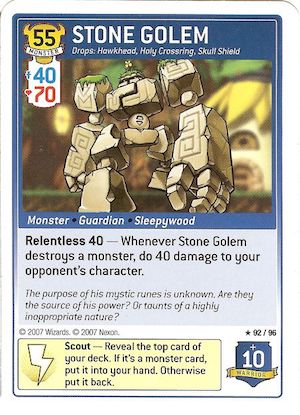 55
MONSTER
STONE GOLEM
Drops: Hawkhead, Holy Crossring, Skull Shield
40
70
Monster • Guardian • Sleepywood
Relentless 40 — Whenever Stone Golem
destroys a monster, do 40 damage to your
opponent's character.
The purpose of his mystic runes is unknown. Are they
the source of his power? Or taunts of a highly
inappropriate nature?
© 2007 Wizards. © 2007 Nexon.
★ 92 / 96
Scout — Reveal the top card of
your deck. If it's a monster card,
put it into your hand. Otherwise
put it back.
10
WARRIOR